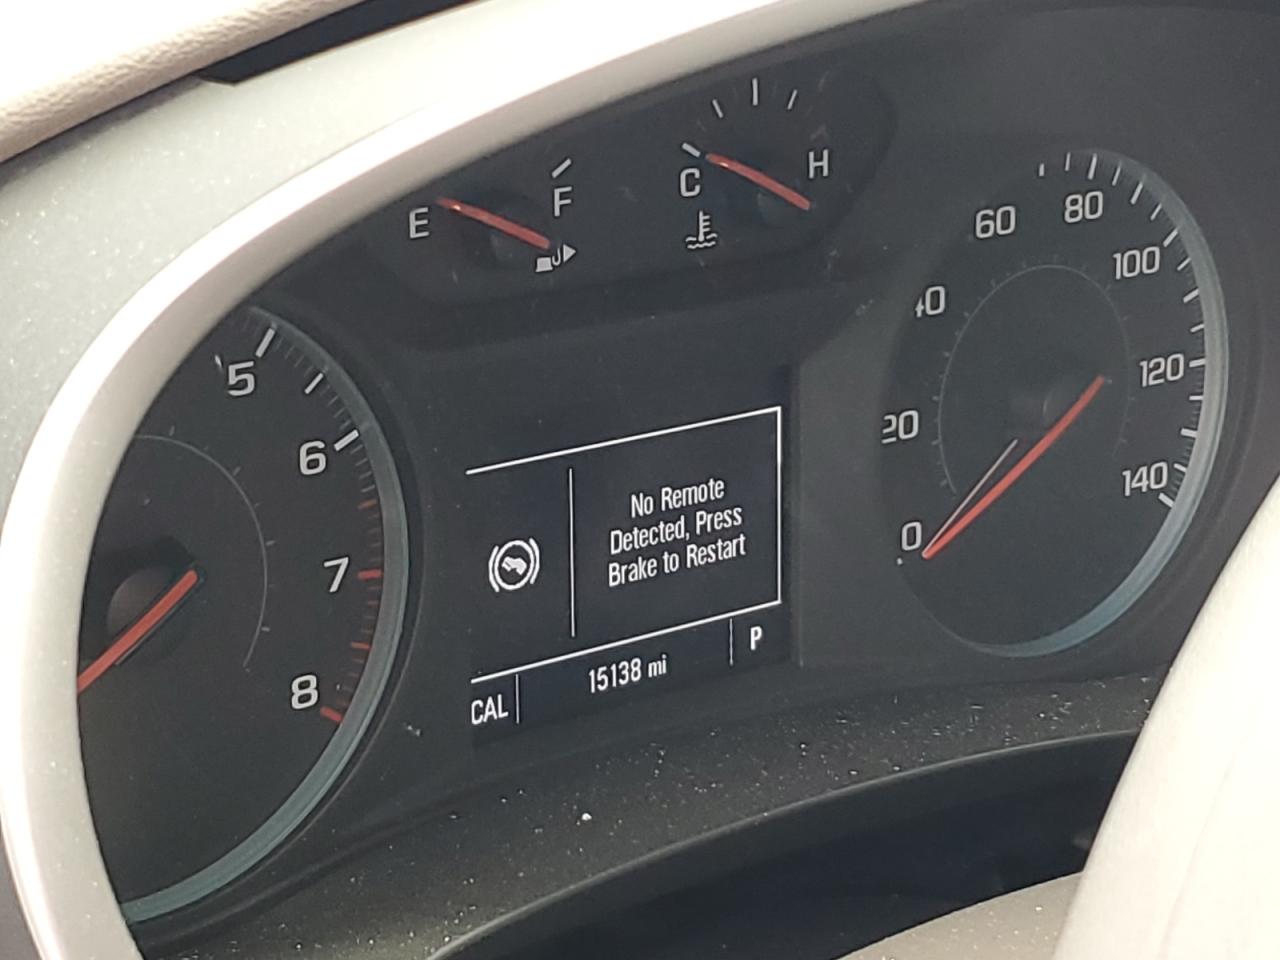 E
F
C
H
5
6
7
8
0
20
40
60
80
100
120
140
No Remote
Detected, Press
Brake to Restart
CAL
15138 mi
P